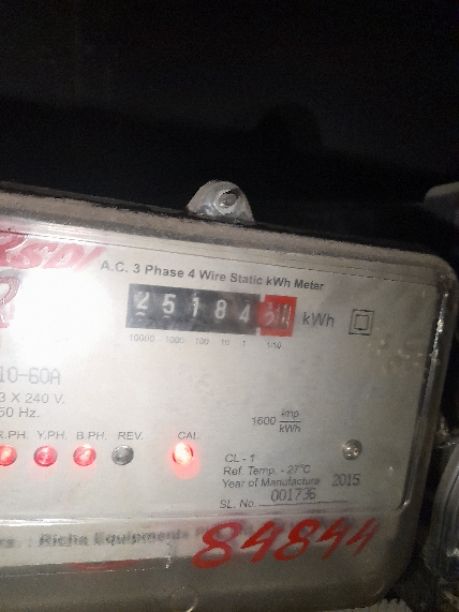 A.C. 3 Phase 4 Wire Static kWh Meter
25184 kWh
10000 1000 100 10 1 1/10
10-60A
3 X 240 V.
50 Hz.
1600 imp/kWh
R.PH. Y.PH. B.PH. REV. CAL
CL - 1
Ref. Temp. - 27°C
Year of Manufacture 2015
SL. No. 001736
Richa Equipments
84844